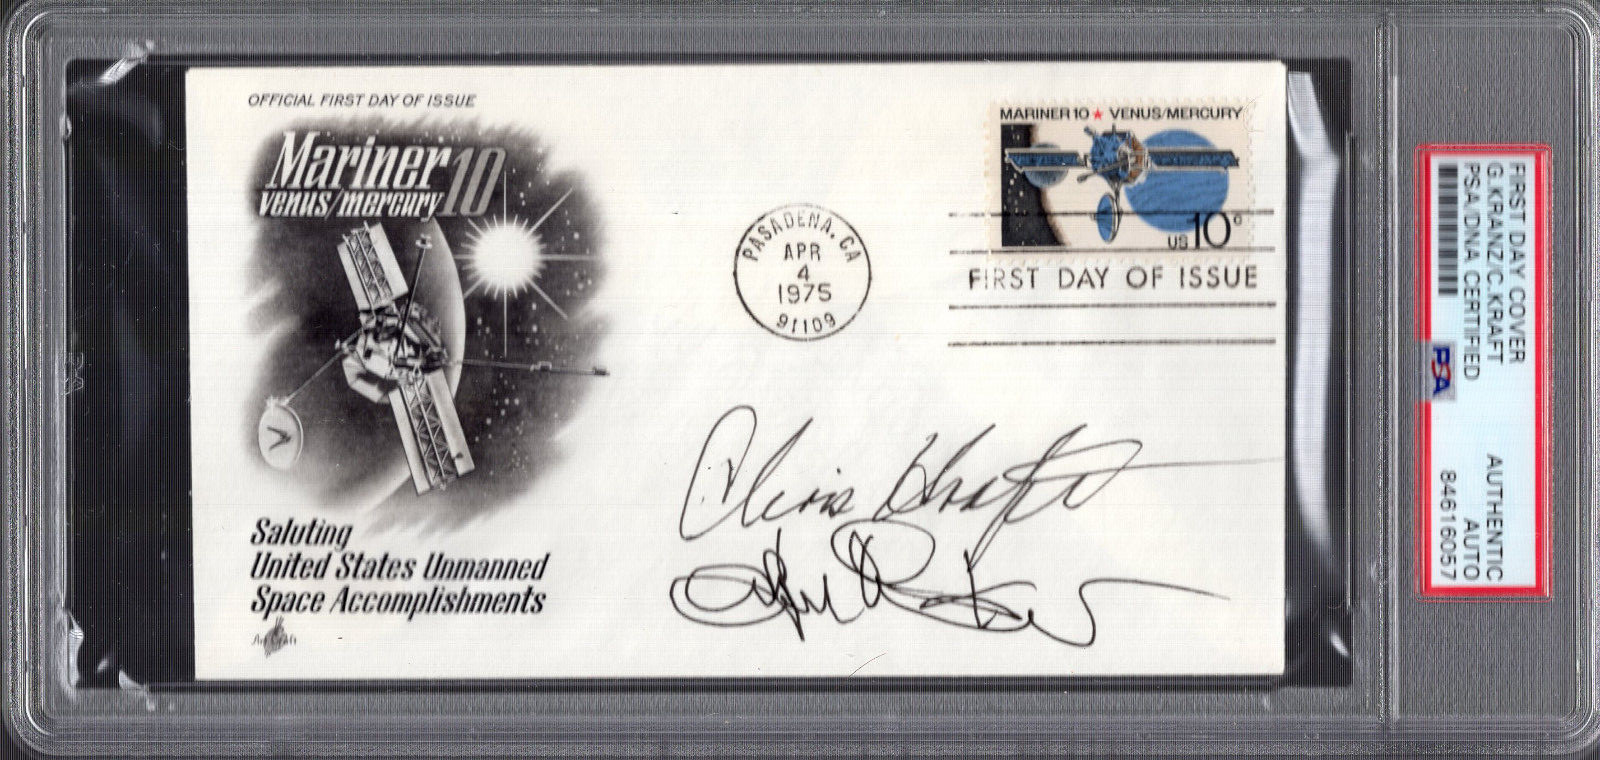 OFFICIAL FIRST DAY OF ISSUE
Mariner 10
venus/mercury
MARINER 10 ★ VENUS/MERCURY
US 10c
PASADENA, CA
APR
4
1975
91109
FIRST DAY OF ISSUE
Chris Kraft
Saluting
United States Unmanned
Space Accomplishments
Art Craft
FIRST DAY COVER
G.KRANZ/C.KRAFT
PSA/DNA CERTIFIED
AUTHENTIC
AUTO
84616057
PSA